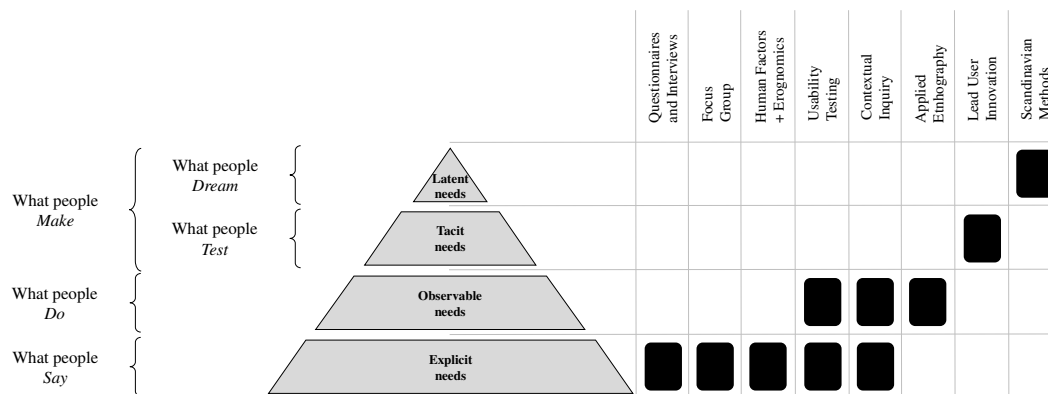 Questionnaires
and Interviews
Focus
Group
Human Factors
+ Erognomics
Usability
Testing
Contextual
Inquiry
Applied
Etnhography
Lead User
Innovation
Scandinavian
Methods
What people
Make
What people
Dream
Latent
needs
What people
Test
Tacit
needs
What people
Do
Observable
needs
What people
Say
Explicit
needs